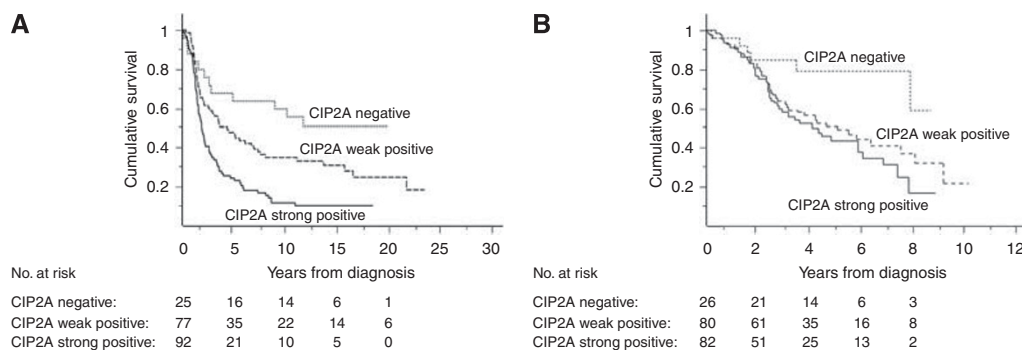 A
Cumulative survival
1
0.8
0.6
0.4
0.2
CIP2A negative
CIP2A weak positive
CIP2A strong positive
0 5 10 15 20 25 30
No. at risk Years from diagnosis
CIP2A negative: 25 16 14 6 1
CIP2A weak positive: 77 35 22 14 6
CIP2A strong positive: 92 21 10 5 0
B
Cumulative survival
1
0.8
0.6
0.4
0.2
CIP2A negative
CIP2A weak positive
CIP2A strong positive
0 2 4 6 8 10 12
No. at risk Years from diagnosis
CIP2A negative: 26 21 14 6 3
CIP2A weak positive: 80 61 35 16 8
CIP2A strong positive: 82 51 25 13 2